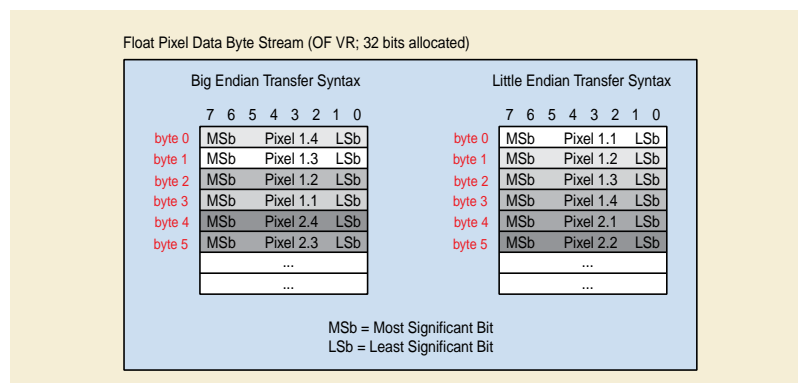 Float Pixel Data Byte Stream (OF VR; 32 bits allocated)
Big Endian Transfer Syntax
7 6 5 4 3 2 1 0
byte 0 MSb Pixel 1.4 LSb
byte 1 MSb Pixel 1.3 LSb
byte 2 MSb Pixel 1.2 LSb
byte 3 MSb Pixel 1.1 LSb
byte 4 MSb Pixel 2.4 LSb
byte 5 MSb Pixel 2.3 LSb
...
...
Little Endian Transfer Syntax
7 6 5 4 3 2 1 0
byte 0 MSb Pixel 1.1 LSb
byte 1 MSb Pixel 1.2 LSb
byte 2 MSb Pixel 1.3 LSb
byte 3 MSb Pixel 1.4 LSb
byte 4 MSb Pixel 2.1 LSb
byte 5 MSb Pixel 2.2 LSb
...
...
MSb = Most Significant Bit
LSb = Least Significant Bit